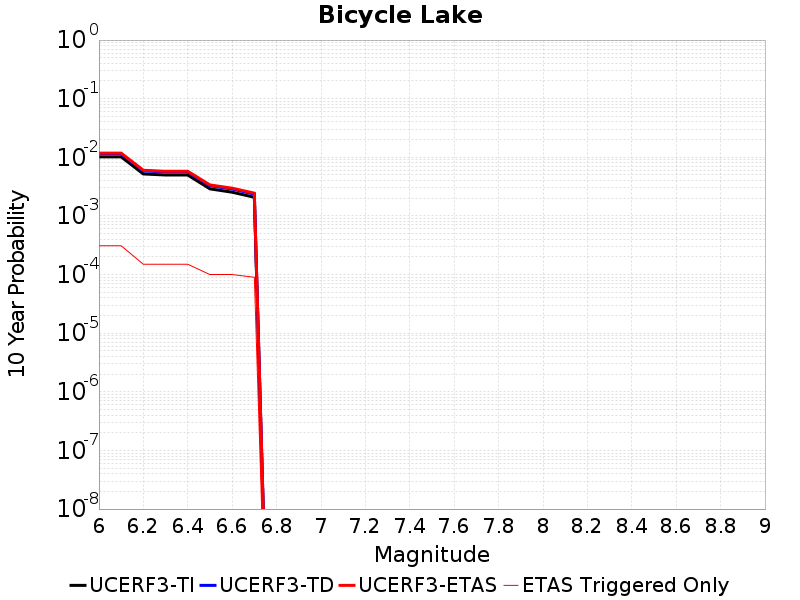 Bicycle Lake
10^0
10^-1
10^-2
10^-3
10^-4
10^-5
10^-6
10^-7
10^-8
10 Year Probability
6 6.2 6.4 6.6 6.8 7 7.2 7.4 7.6 7.8 8 8.2 8.4 8.6 8.8 9
Magnitude
UCERF3-TI UCERF3-TD UCERF3-ETAS ETAS Triggered Only